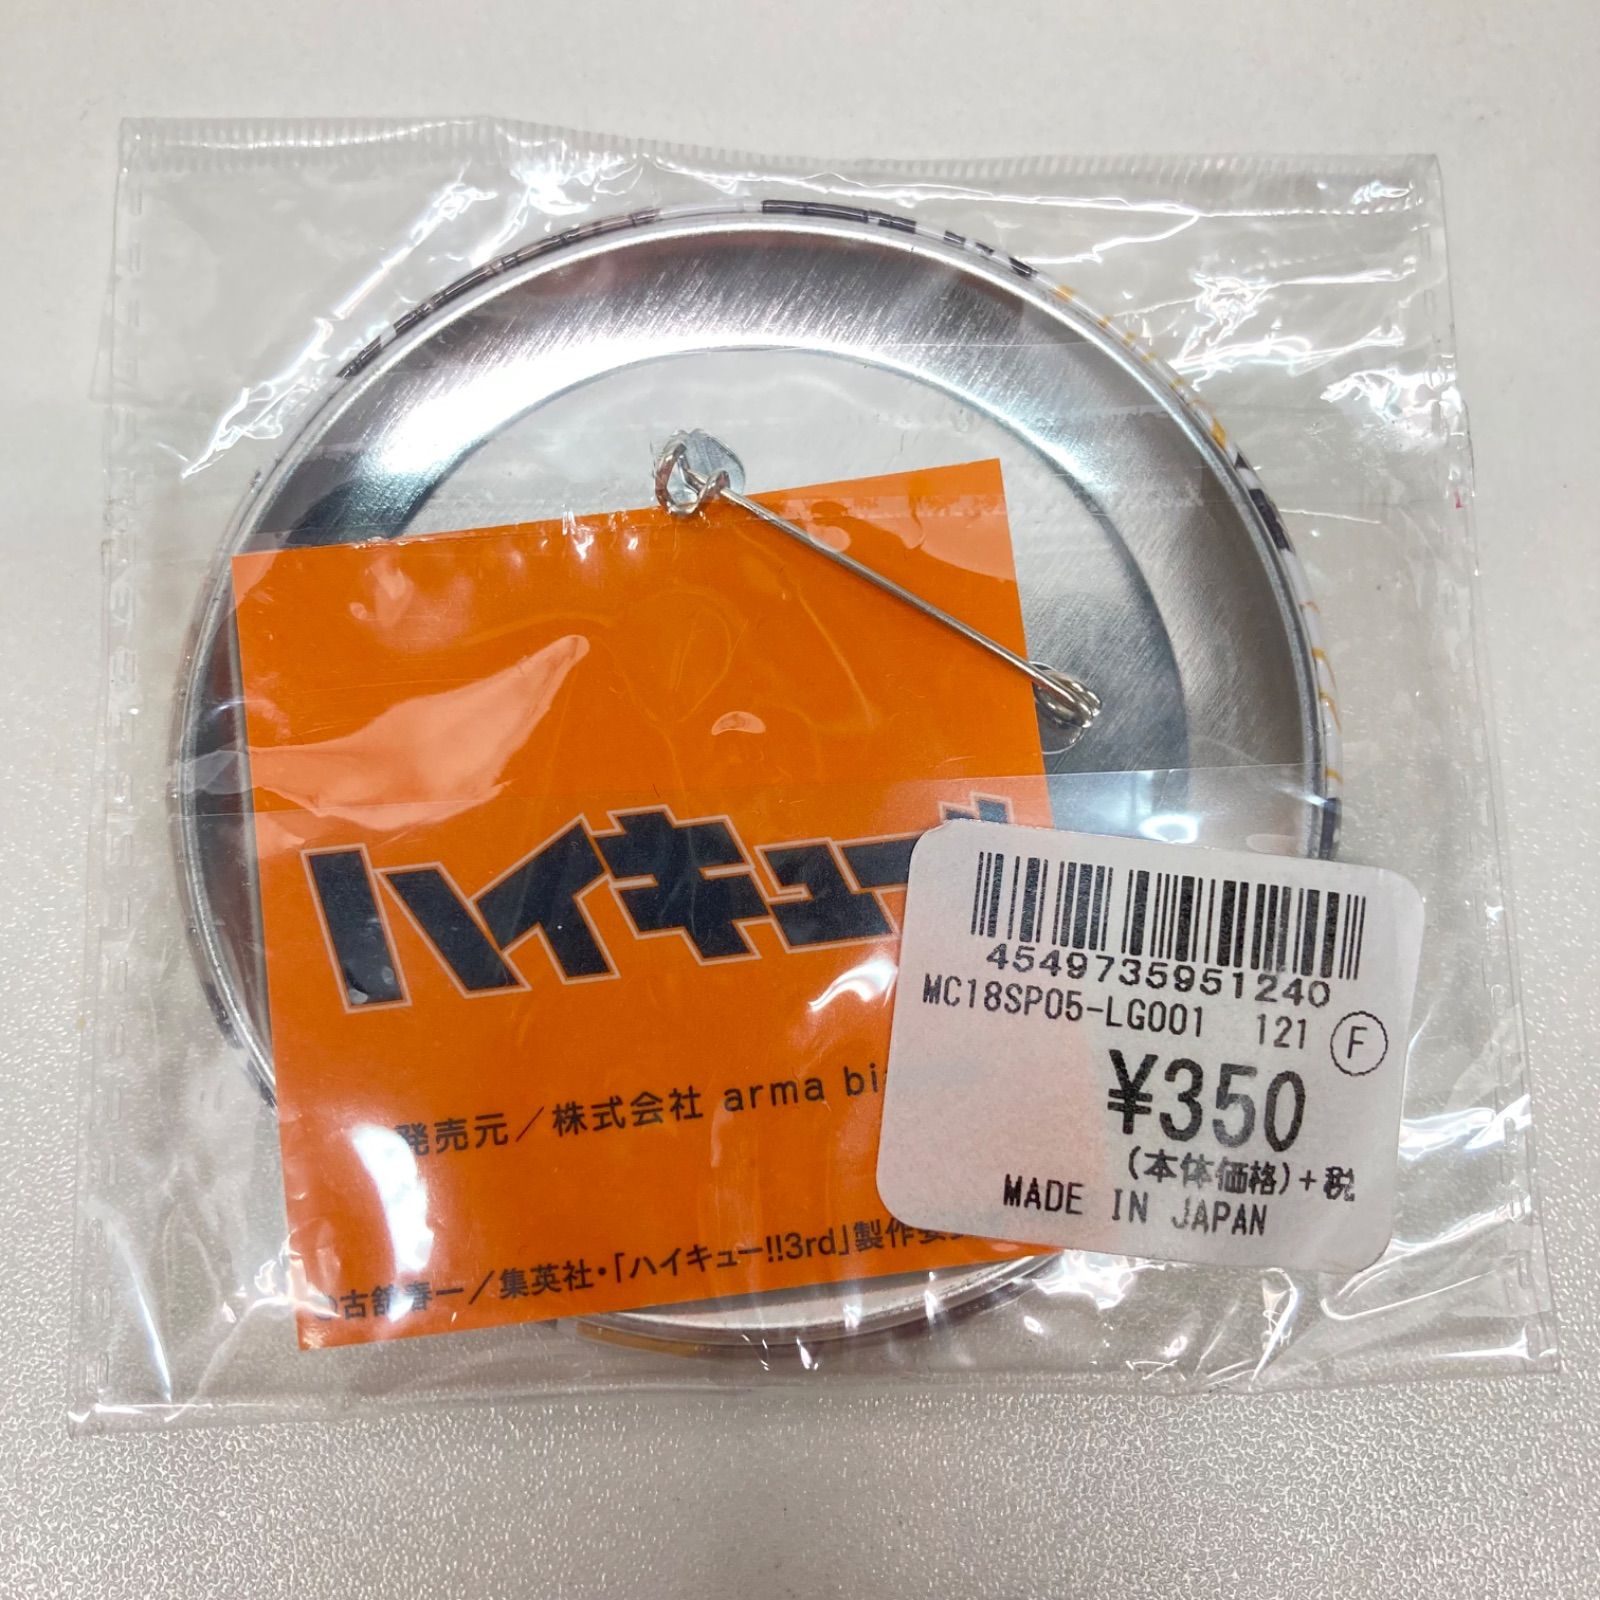 ハイキュー
発売元／株式会社 arma bi
古舘春一／集英社・「ハイキュー!!3rd」製作委
4549735951240
MC18SP05-LG001 121 F
¥350
(本体価格)+税
MADE IN JAPAN